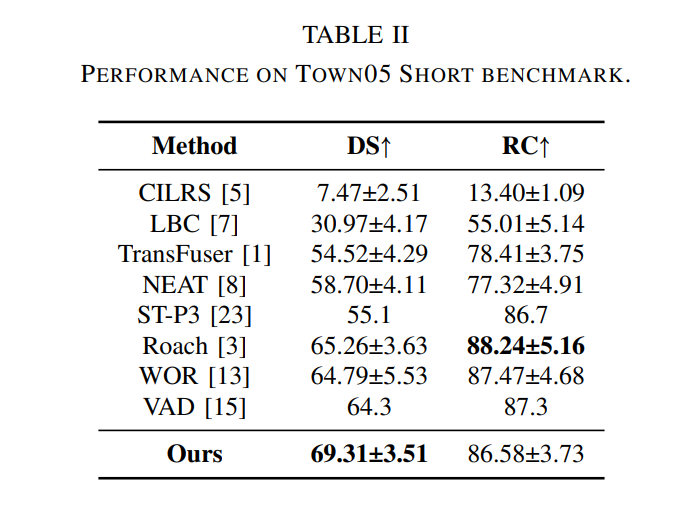 TABLE II
PERFORMANCE ON TOWN05 SHORT BENCHMARK.
Method DS↑ RC↑
CILRS [5] 7.47±2.51 13.40±1.09
LBC [7] 30.97±4.17 55.01±5.14
TransFuser [1] 54.52±4.29 78.41±3.75
NEAT [8] 58.70±4.11 77.32±4.91
ST-P3 [23] 55.1 86.7
Roach [3] 65.26±3.63 88.24±5.16
WOR [13] 64.79±5.53 87.47±4.68
VAD [15] 64.3 87.3
Ours 69.31±3.51 86.58±3.73